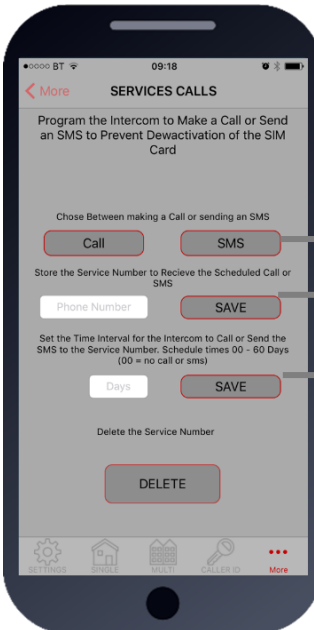 BT 09:18
More SERVICES CALLS
Program the Intercom to Make a Call or Send
an SMS to Prevent Dewactivation of the SIM
Card
Chose Between making a Call or sending an SMS
Call SMS
Store the Service Number to Recieve the Scheduled Call or
SMS
Phone Number SAVE
Set the Time Interval for the Intercom to Call or Send the
SMS to the Service Number. Schedule times 00 - 60 Days
(00 = no call or sms)
Days SAVE
Delete the Service Number
DELETE
SETTINGS SINGLE MULTI CALLER ID More